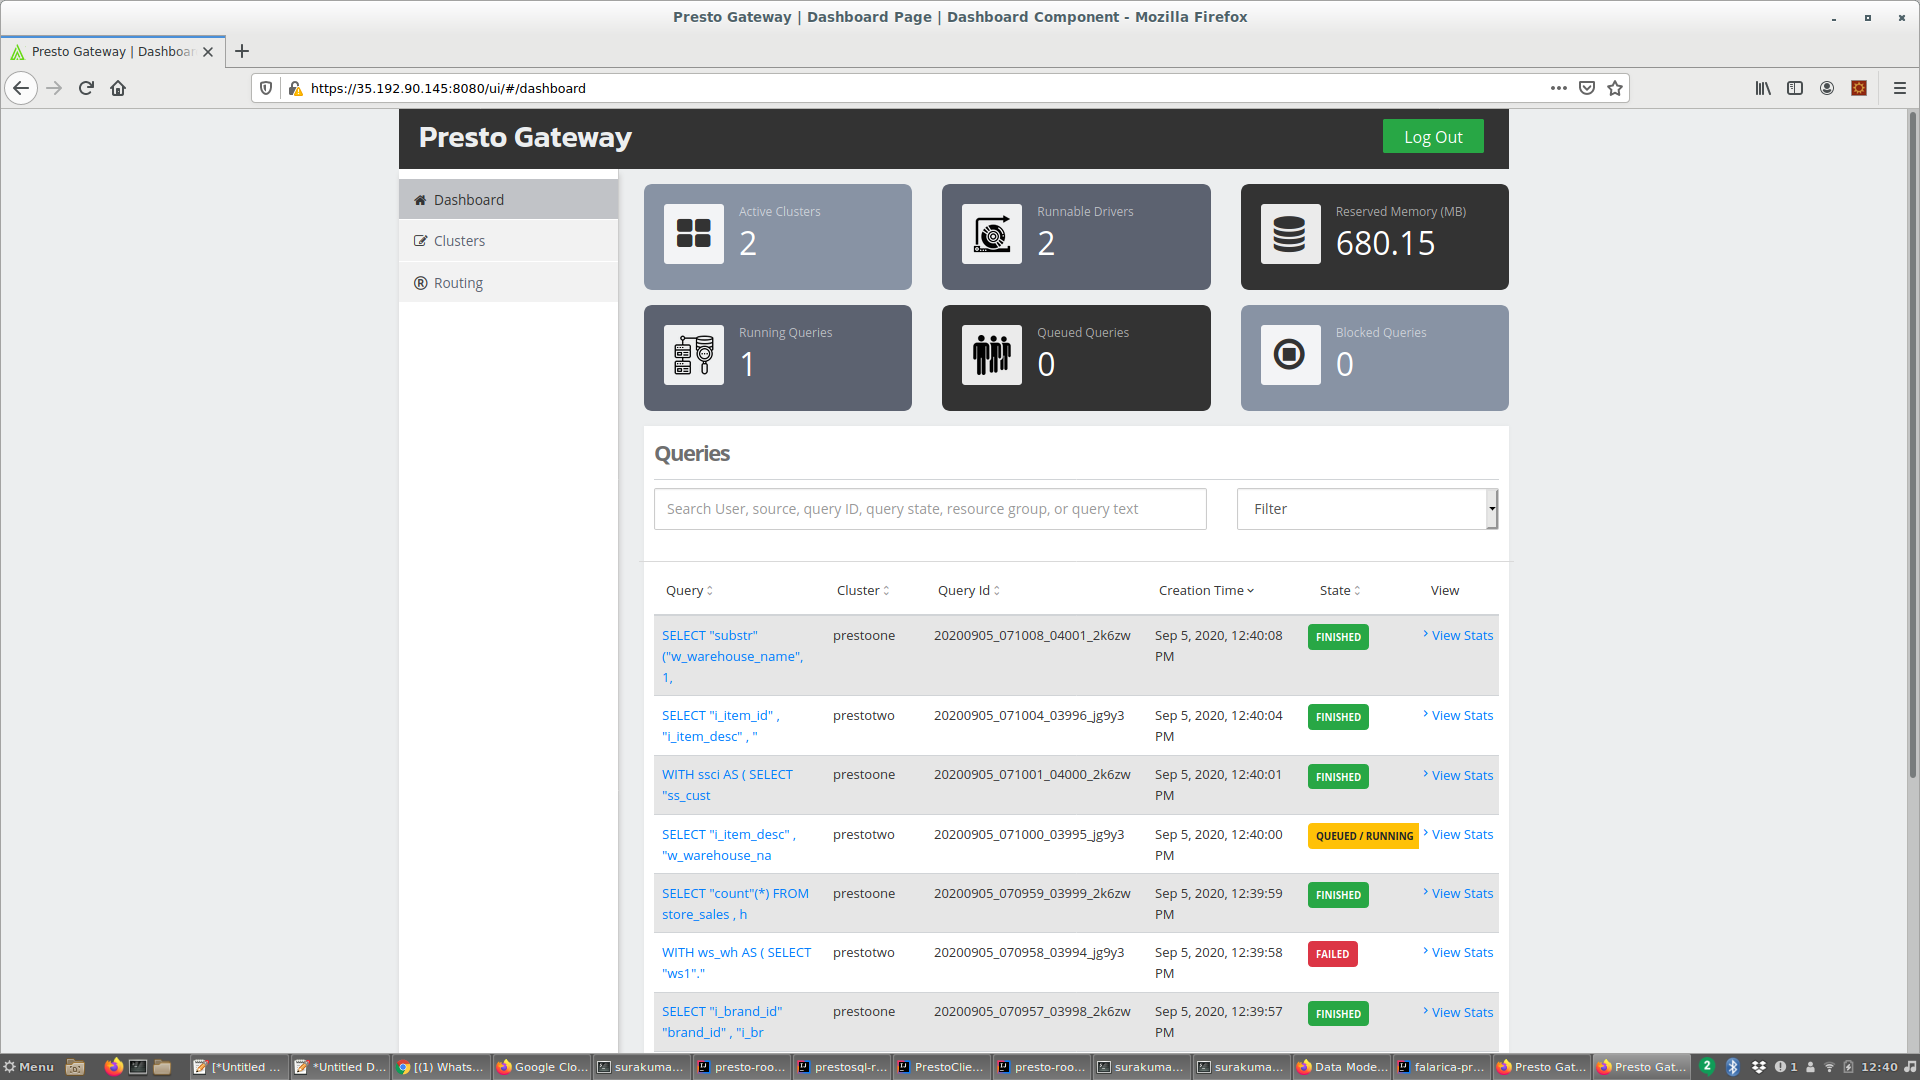 Presto Gateway | Dashboard Page | Dashboard Component - Mozilla Firefox
Presto Gateway | Dashboar
https://35.192.90.145:8080/ui/#/dashboard
Presto Gateway
Log Out
Dashboard
Clusters
Routing
Active Clusters
2
Runnable Drivers
2
Reserved Memory (MB)
680.15
Running Queries
1
Queued Queries
0
Blocked Queries
0
Queries
Search User, source, query ID, query state, resource group, or query text
Filter
Query Cluster Query Id Creation Time State View
SELECT "substr" prestoone 20200905_071008_04001_2k6zw Sep 5, 2020, 12:40:08 FINISHED View Stats
("w_warehouse_name", PM
1,
SELECT "i_item_id" , prestotwo 20200905_071004_03996_jg9y3 Sep 5, 2020, 12:40:04 FINISHED View Stats
"i_item_desc" , " PM
WITH ssci AS ( SELECT prestoone 20200905_071001_04000_2k6zw Sep 5, 2020, 12:40:01 FINISHED View Stats
"ss_cust PM
SELECT "i_item_desc" , prestotwo 20200905_071000_03995_jg9y3 Sep 5, 2020, 12:40:00 QUEUED / RUNNING View Stats
"w_warehouse_na PM
SELECT "count"(*) FROM prestoone 20200905_070959_03999_2k6zw Sep 5, 2020, 12:39:59 FINISHED View Stats
store_sales , h PM
WITH ws_wh AS ( SELECT prestotwo 20200905_070958_03994_jg9y3 Sep 5, 2020, 12:39:58 FAILED View Stats
"ws1"." PM
SELECT "i_brand_id" prestoone 20200905_070957_03998_2k6zw Sep 5, 2020, 12:39:57 FINISHED View Stats
"brand_id" , "i_br PM
Menu [*Untitled ... *Untitled D... [(1) Whats... Google Clo... surakuma... presto-roo... prestosql-r... PrestoClie... presto-roo... surakuma... surakuma... Data Mode... falarica-pr... Presto Gat... Presto Gat... 2 1 12:40